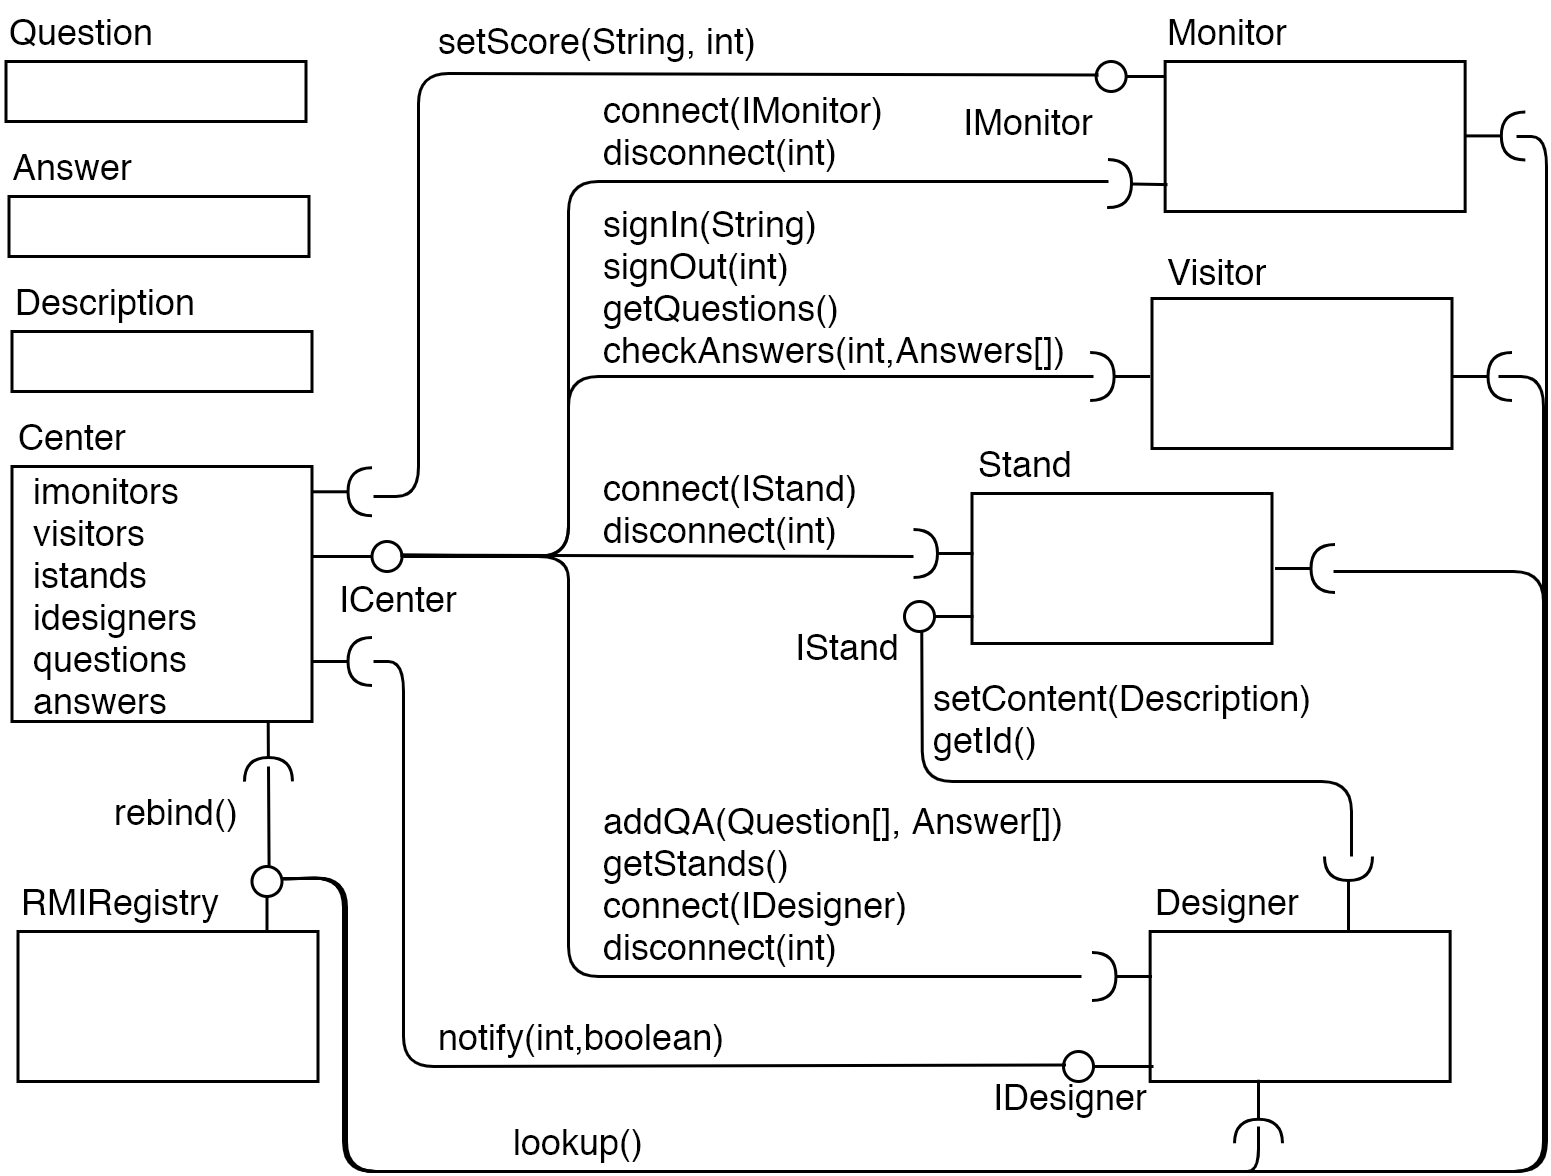 Question
Answer
Description
Center
imonitors
visitors
istands
idesigners
questions
answers
rebind()
RMIRegistry
ICenter
setScore(String, int)
connect(IMonitor)
disconnect(int)
IMonitor
Monitor
signIn(String)
signOut(int)
getQuestions()
checkAnswers(int,Answers[])
Visitor
connect(IStand)
disconnect(int)
Stand
IStand
setContent(Description)
getId()
addQA(Question[], Answer[])
getStands()
connect(IDesigner)
disconnect(int)
Designer
notify(int,boolean)
IDesigner
lookup()